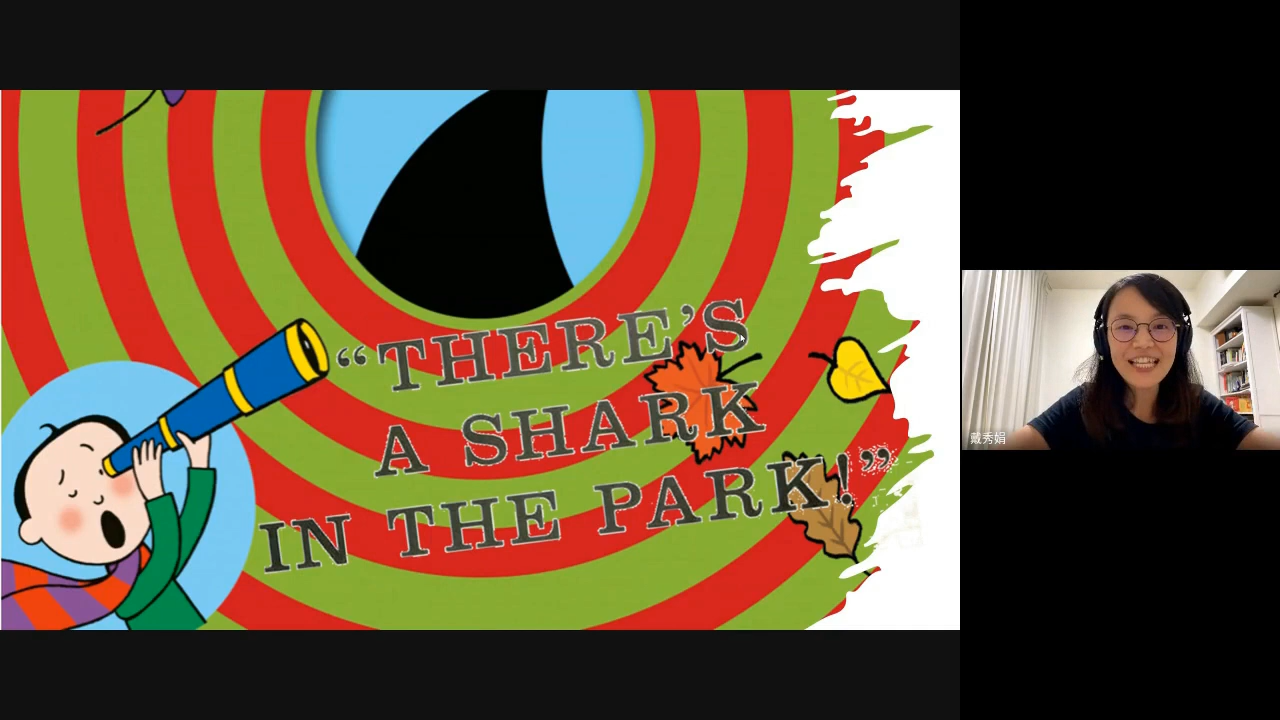 “THERE’S
A SHARK
IN THE PARK!”
戴秀娟